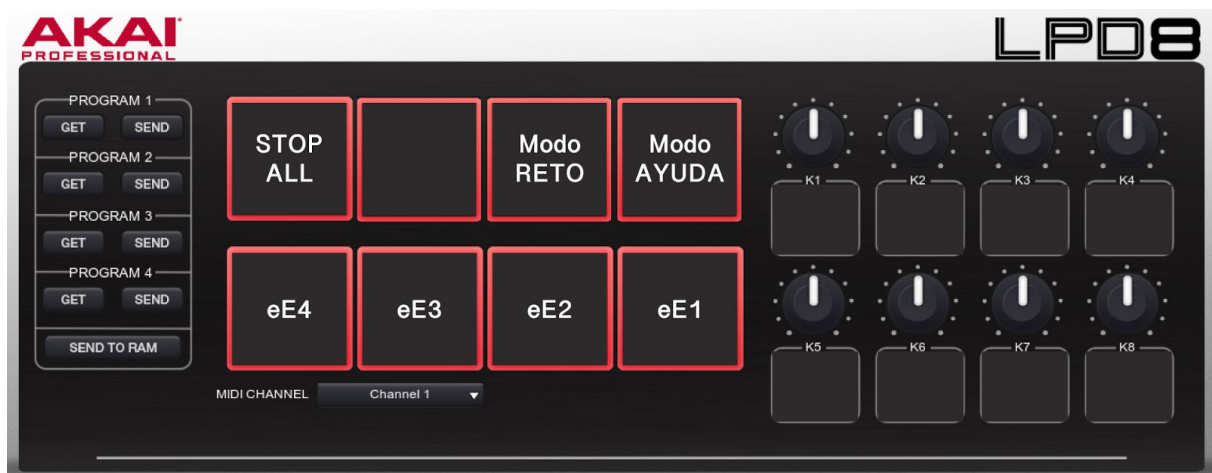 AKAI
PROFESSIONAL
LPD8
PROGRAM 1
GET SEND
PROGRAM 2
GET SEND
PROGRAM 3
GET SEND
PROGRAM 4
GET SEND
SEND TO RAM
STOP
ALL
Modo
RETO
Modo
AYUDA
eE4 eE3 eE2 eE1
MIDI CHANNEL Channel 1
K1 K2 K3 K4
K5 K6 K7 K8